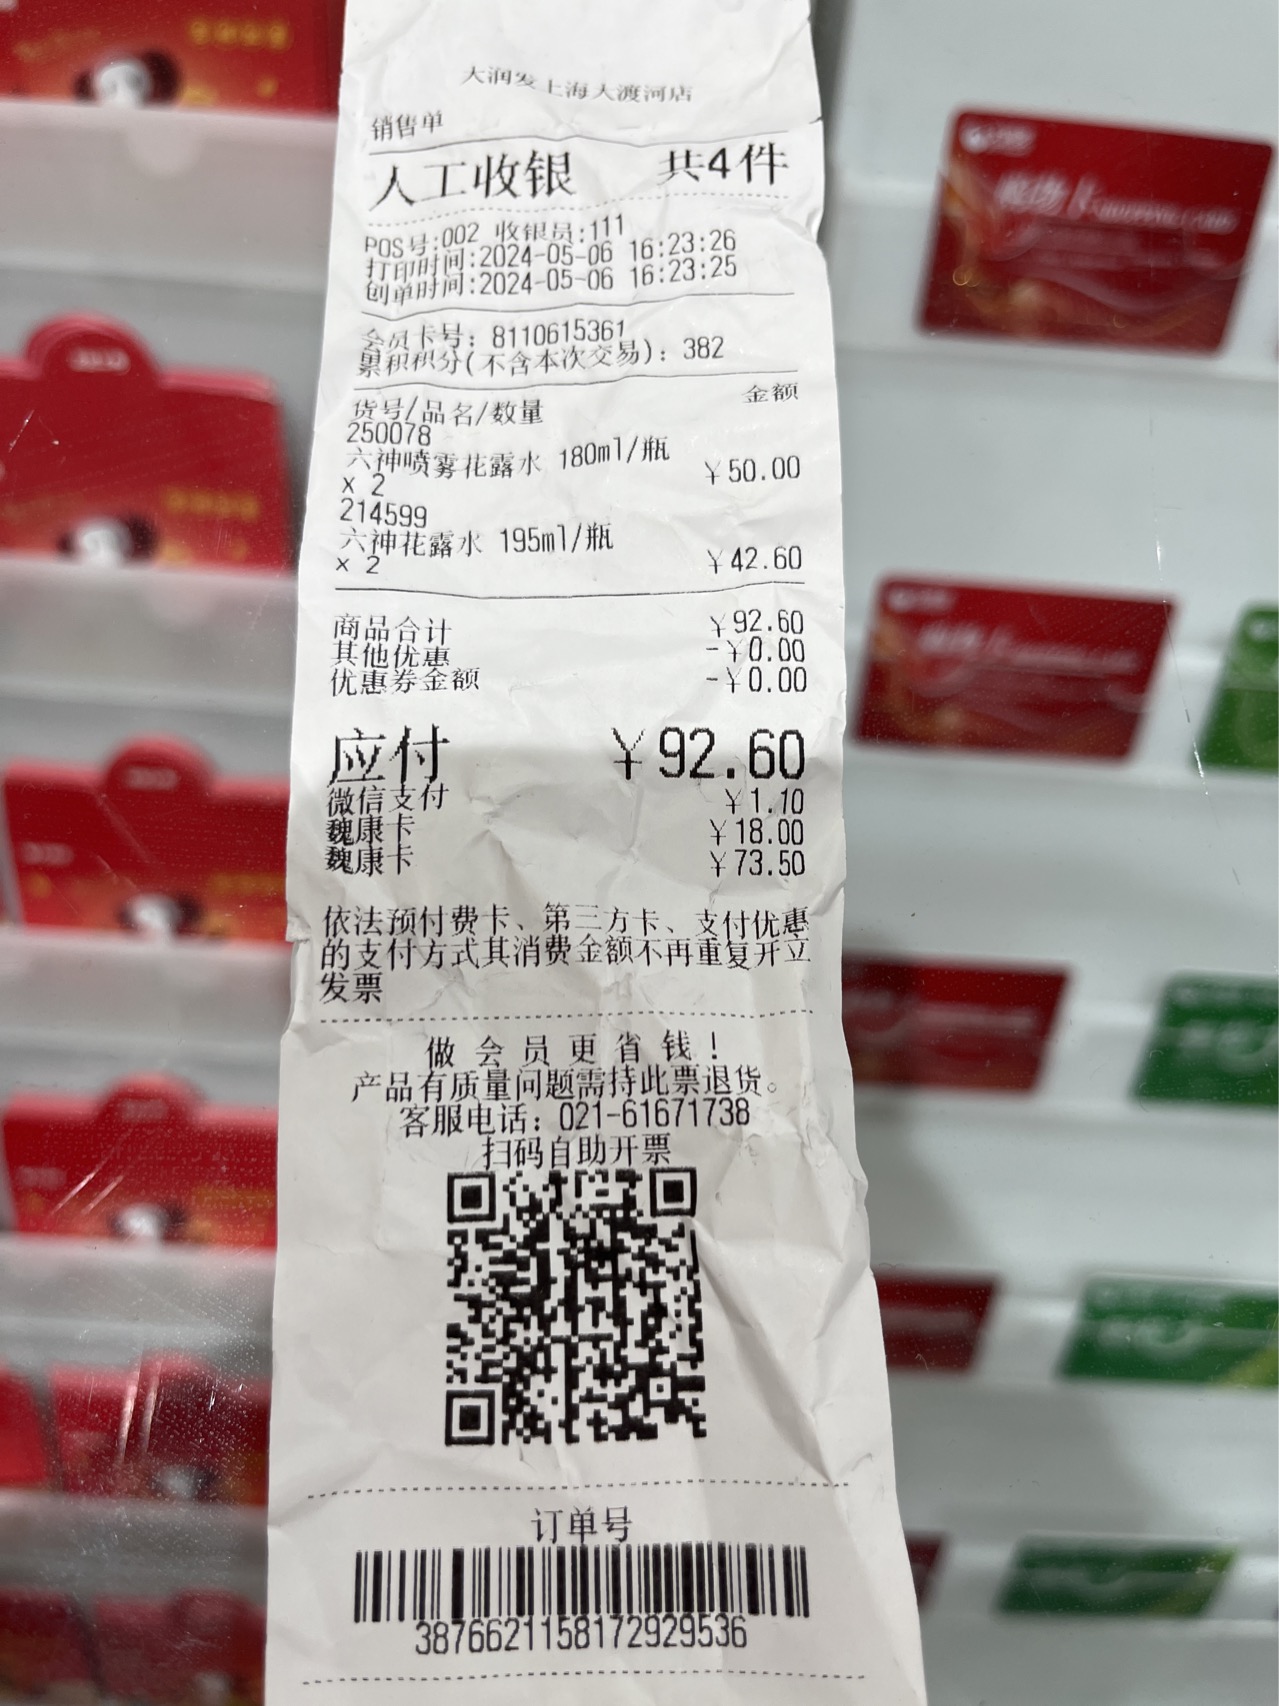 大润发上海大渡河店
销售单
人工收银 共4件
POS号:002 收银员:111
打印时间:2024-05-06 16:23:26
创单时间:2024-05-06 16:23:25
会员卡号: 8110615361
累积积分(不含本次交易): 382
金额
货号/品名/数量
250078
六神喷雾花露水 180ml/瓶
x 2 ￥50.00
214599
六神花露水 195ml/瓶
x 2 ￥42.60
商品合计 ￥92.60
其他优惠 -￥0.00
优惠券金额 -￥0.00
应付 ￥92.60
微信支付 ￥1.10
魏康卡 ￥18.00
魏康卡 ￥73.50
依法预付费卡、第三方卡、支付优惠
的支付方式其消费金额不再重复开立
发票
做会员更省钱!
产品有质量问题需持此票退货。
客服电话: 021-61671738
扫码自助开票
订单号
3876621158172929536